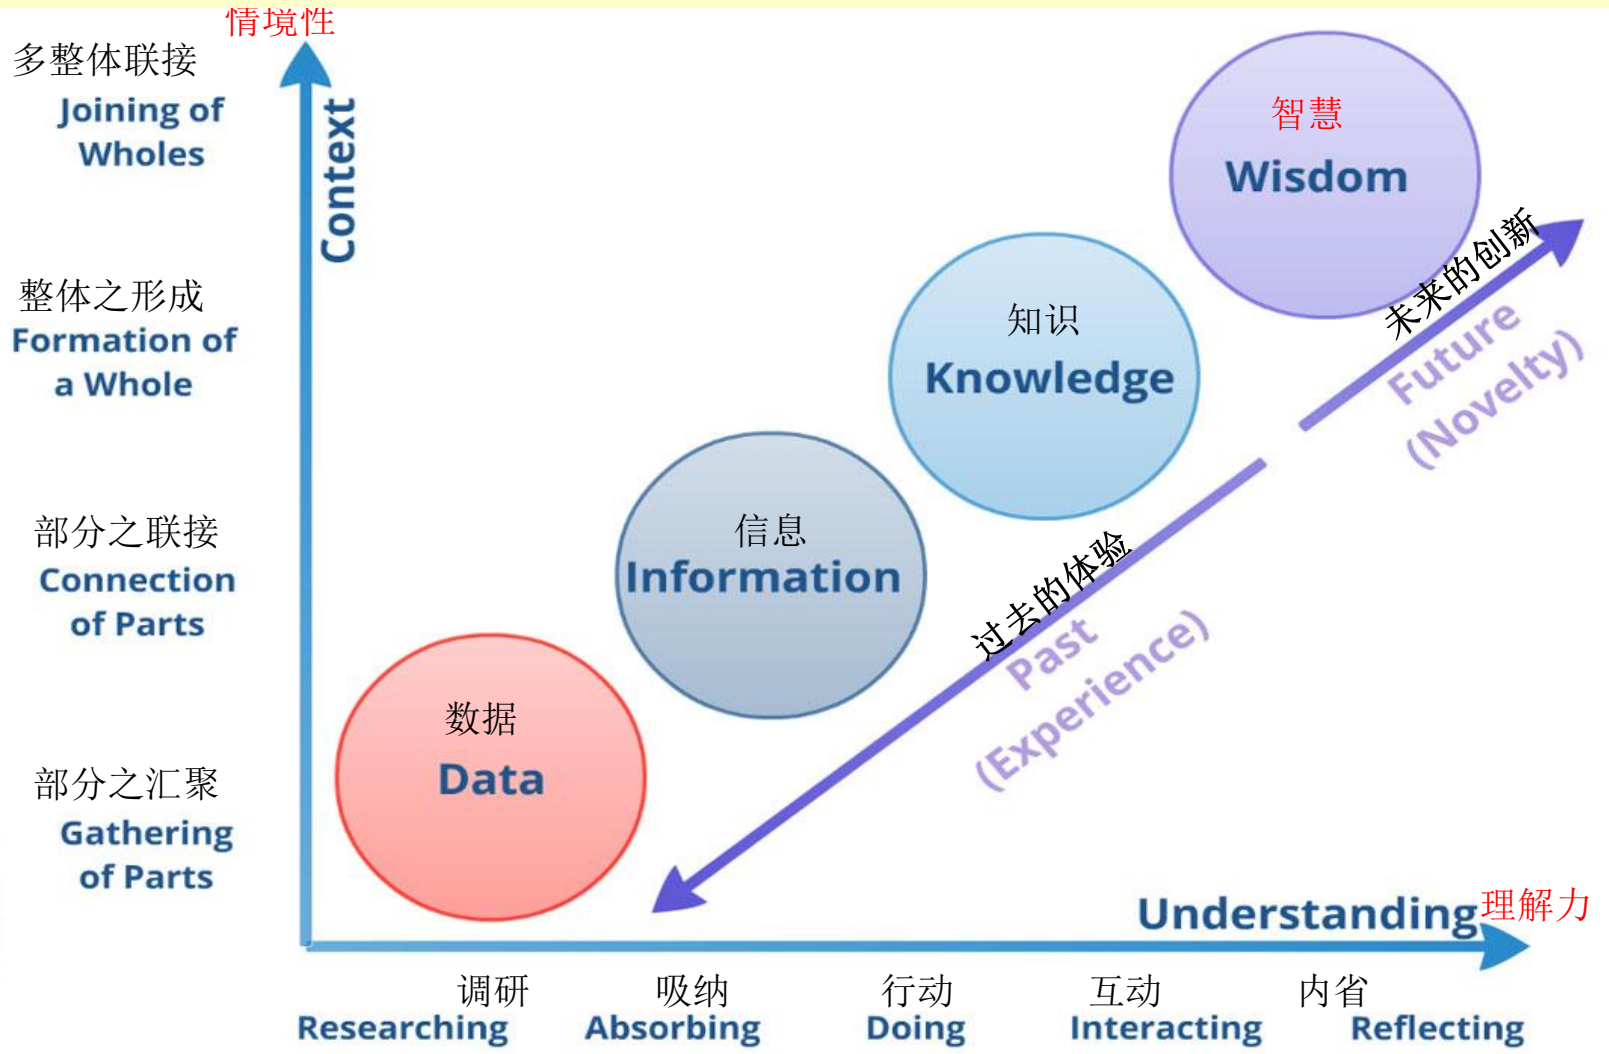 情境性
多整体联接
Joining of
Wholes
Context
整体之形成
Formation of
a Whole
部分之联接
Connection
of Parts
部分之汇聚
Gathering
of Parts
智慧
Wisdom
知识
Knowledge
信息
Information
数据
Data
未来的创新
Future
(Novelty)
过去的体验
Past
(Experience)
Understanding
理解力
调研
吸纳
行动
互动
内省
Researching
Absorbing
Doing
Interacting
Reflecting